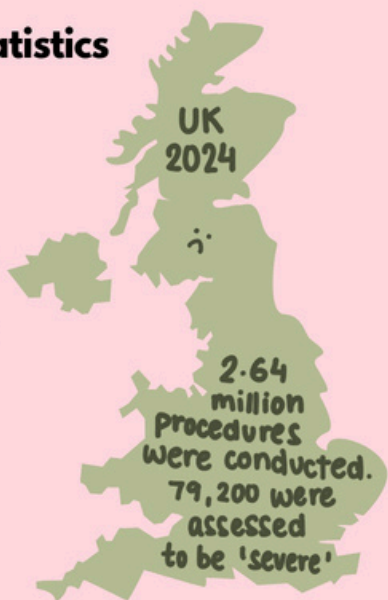 atistics
UK
2024
2.64
million
procedures
were conducted.
79,200 were
assessed
to be 'severe'